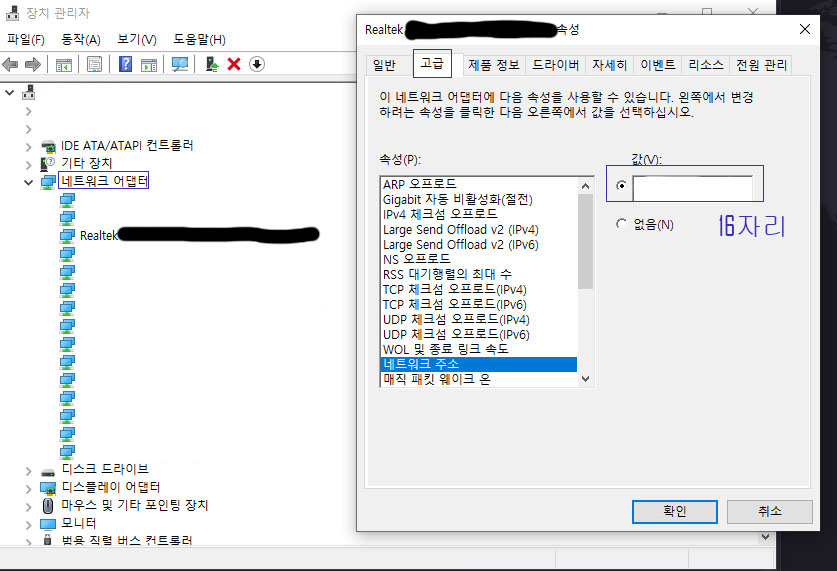 장치 관리자
파일(F) 동작(A) 보기(V) 도움말(H)
IDE ATA/ATAPI 컨트롤러
기타 장치
네트워크 어댑터
Realtek
디스크 드라이브
디스플레이 어댑터
마우스 및 기타 포인팅 장치
모니터
범용 직렬 버스 컨트롤러
Realtek 속성
일반 고급 제품 정보 드라이버 자세히 이벤트 리소스 전원 관리
이 네트워크 어댑터에 다음 속성을 사용할 수 있습니다. 왼쪽에서 변경
하려는 속성을 클릭한 다음 오른쪽에서 값을 선택하십시오.
속성(P):
ARP 오프로드
Gigabit 자동 비활성화(절전)
IPv4 체크섬 오프로드
Large Send Offload v2 (IPv4)
Large Send Offload v2 (IPv6)
NS 오프로드
RSS 대기행렬의 최대 수
TCP 체크섬 오프로드(IPv4)
TCP 체크섬 오프로드(IPv6)
UDP 체크섬 오프로드(IPv4)
UDP 체크섬 오프로드(IPv6)
WOL 및 종료 링크 속도
네트워크 주소
매직 패킷 웨이크 온
값(V):
없음(N)
16자리
확인 취소